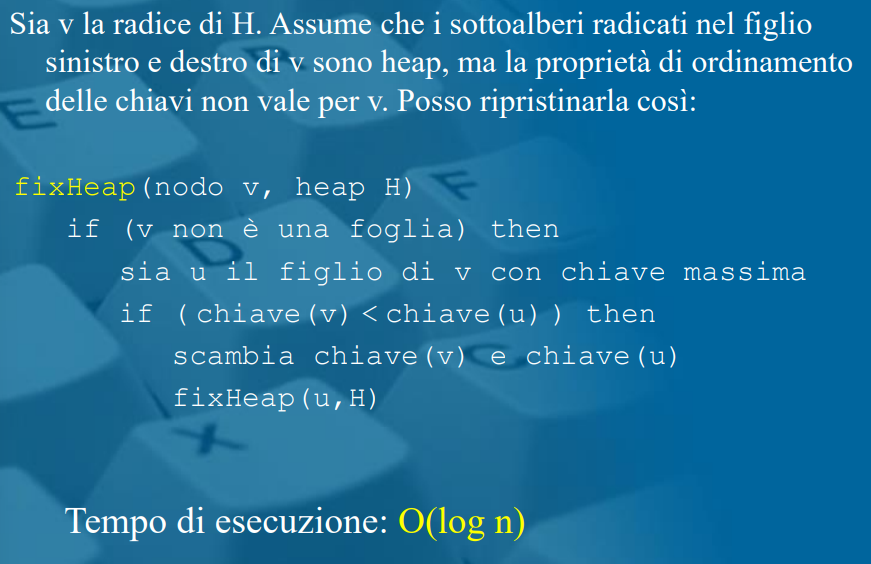 Sia v la radice di H. Assume che i sottoalberi radicati nel figlio
sinistro e destro di v sono heap, ma la proprietà di ordinamento
delle chiavi non vale per v. Posso ripristinarla così:
fixHeap(nodo v, heap H)
if (v non è una foglia) then
sia u il figlio di v con chiave massima
if (chiave(v)<chiave(u)) then
scambia chiave(v) e chiave(u)
fixHeap(u,H)
Tempo di esecuzione: O(log n)